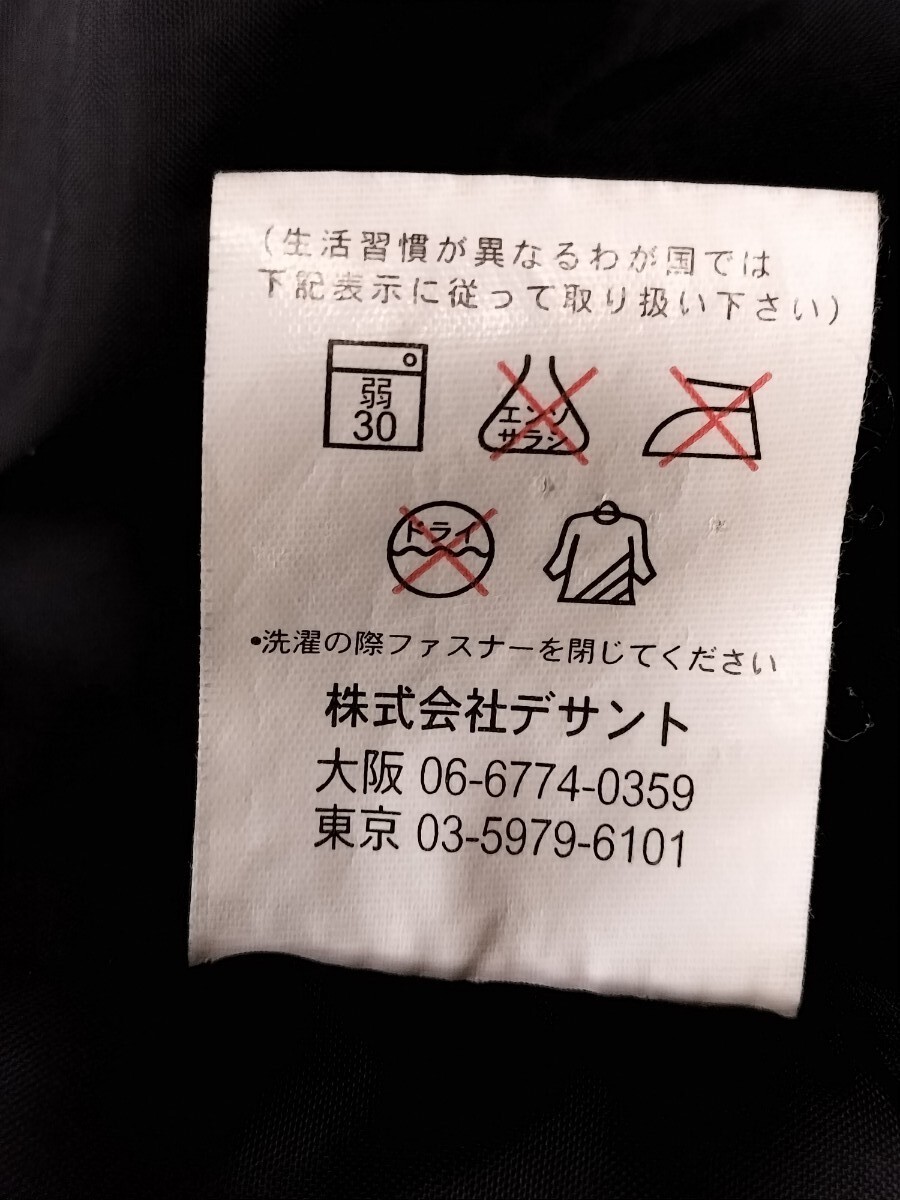 （生活習慣が異なるわが国では
下記表示に従って取り扱い下さい）
弱
30
エンソ
サラシ
ドライ
•洗濯の際ファスナーを閉じてください
株式会社デサント
大阪 06-6774-0359
東京 03-5979-6101